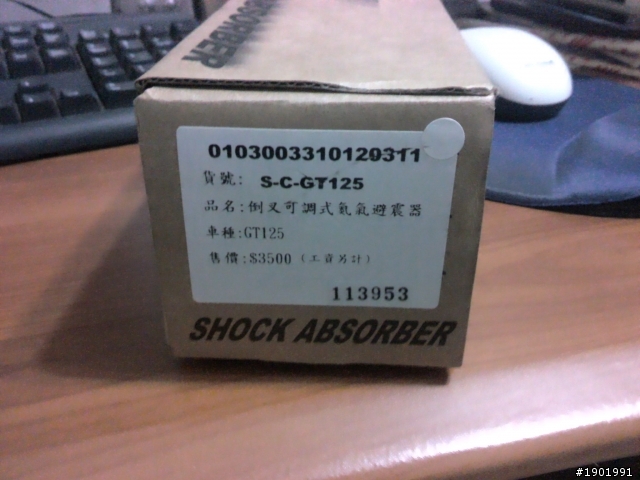 ABSORBER
0103003310129311
貨號: S-C-GT125
品名:倒叉可調式氮氣避震器
車種:GT125
售價:$3500(工資另計)
113953
SHOCK ABSORBER
#1901991